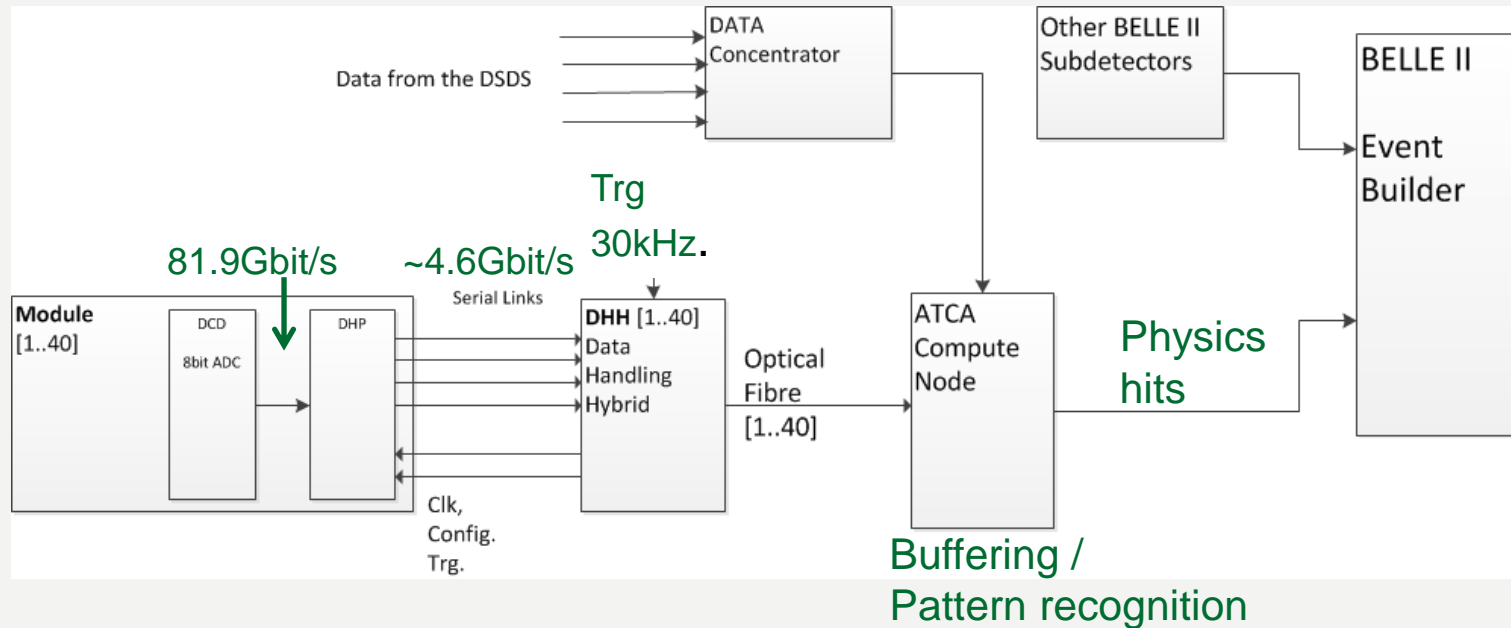 DATA
Concentrator
Other BELLE II
Subdetectors
BELLE II
Event
Builder
Data from the DSDS
Trg
30kHz.
81.9Gbit/s
~4.6Gbit/s
Serial Links
Module
[1..40]
DCD
8bit ADC
DHP
DHH [1..40]
Data
Handling
Hybrid
Optical
Fibre
[1..40]
ATCA
Compute
Node
Physics
hits
Clk,
Config.
Trg.
Buffering /
Pattern recognition